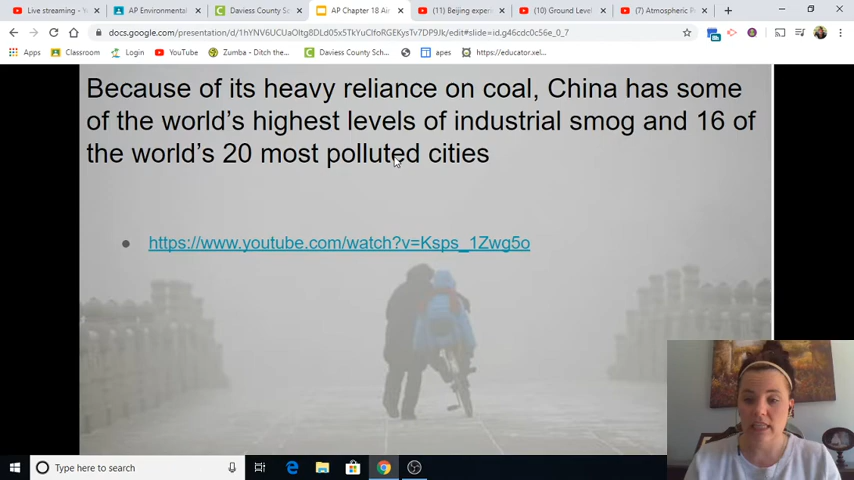 Live streaming - Y
AP Environmental
Daviess County Sc
AP Chapter 18 Air
(11) Beijing exper
(10) Ground Level
(7) Atmospheric P
docs.google.com/presentation/d/1hYNV6UCUaOltg8DLd05x5TkYuClfoRGEKysTv7DP9Jk/edit#slide=id.g46cdc0c56e_0_7
Apps
Classroom
Login
YouTube
Zumba - Ditch the...
Daviess County Sch...
apes
https://educator.xel...
Because of its heavy reliance on coal, China has some
of the world's highest levels of industrial smog and 16 of
the world's 20 most polluted cities
● https://www.youtube.com/watch?v=Ksps_1Zwg5o
Type here to search